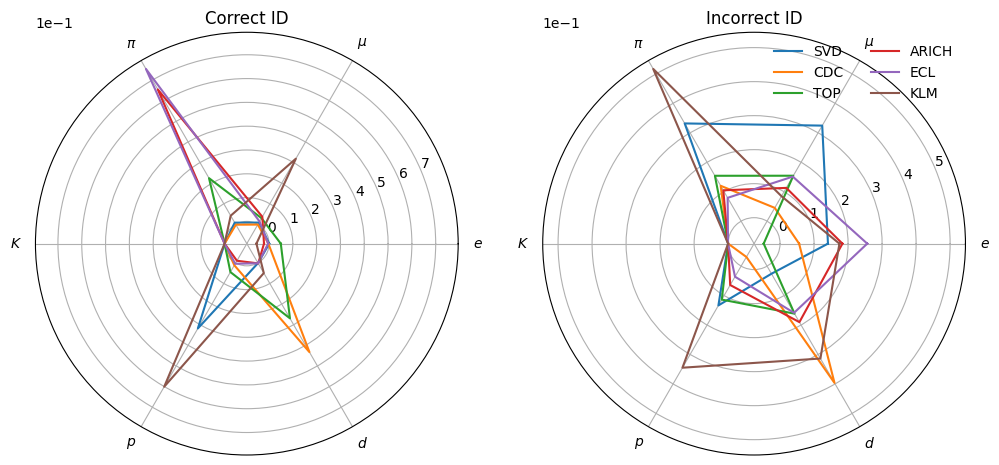 Correct ID
1e−1
e
μ
π
K
p
d
0
1
2
3
4
5
6
7
Incorrect ID
1e−1
e
μ
π
K
p
d
0
1
2
3
4
5
SVD
CDC
TOP
ARICH
ECL
KLM